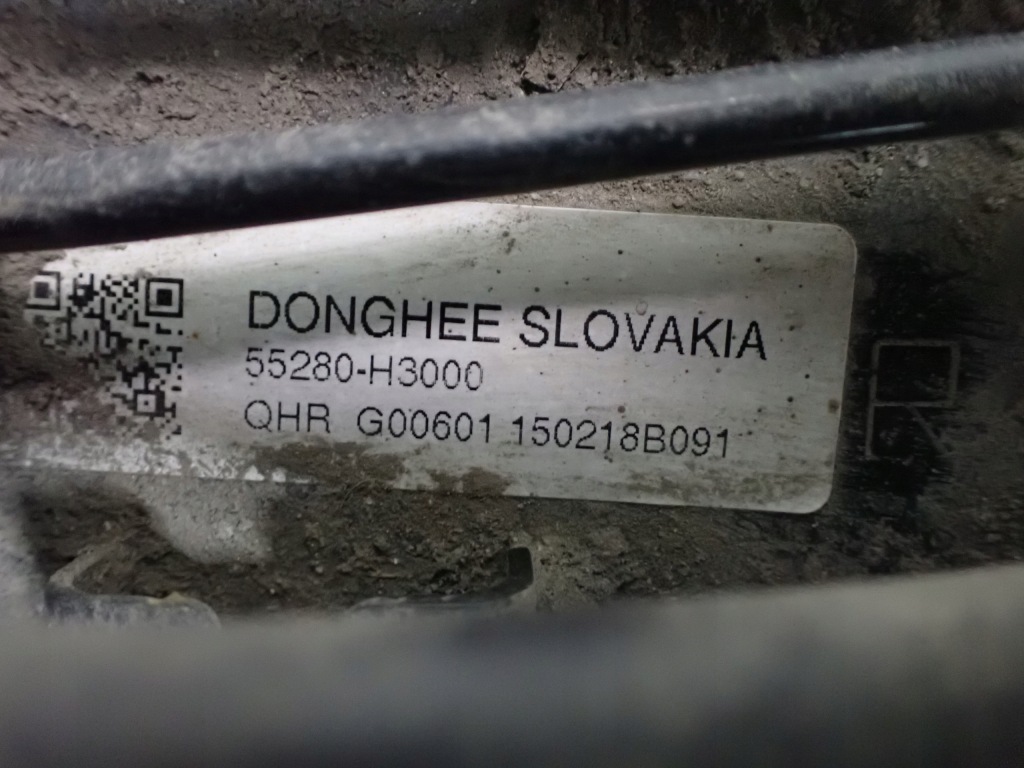 DONGHEE SLOVAKIA
55280-H3000
QHR G00601 150218B091